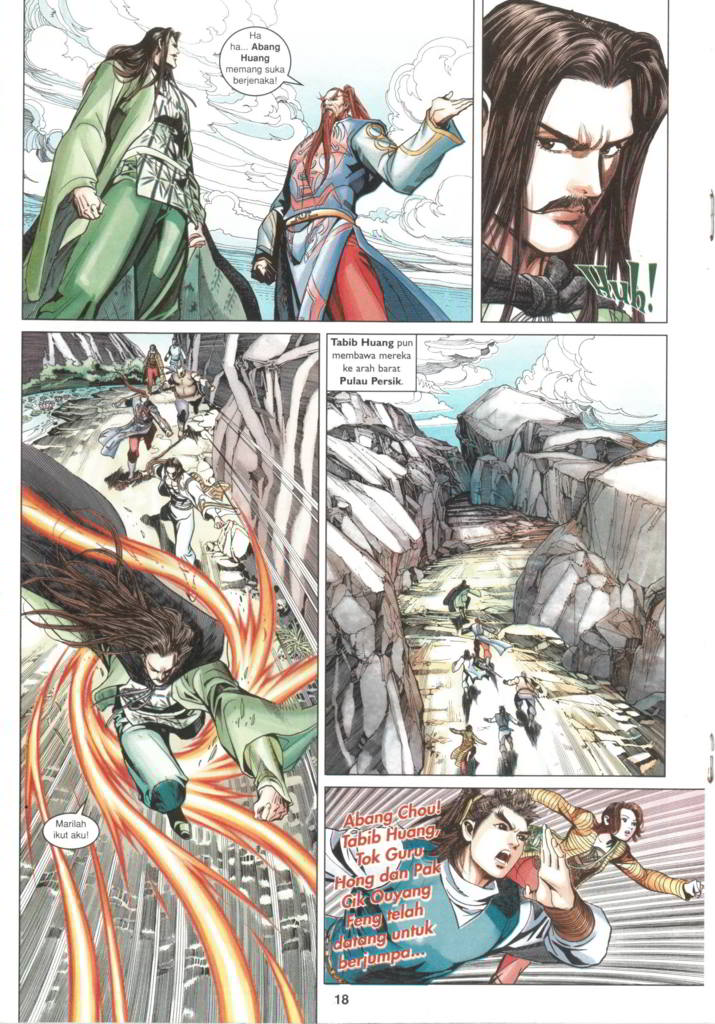 Ha
ha... Abang
Huang
memang suka
berjenaka!
Huh!
Marilah
ikut aku!
Tabib Huang pun
membawa mereka
ke arah barat
Pulau Persik.
Abang Chou!
Tabib Huang,
Tok Guru
Hong dan Pak
Cik Ouyang
Feng telah
datang untuk
berjumpa...
18